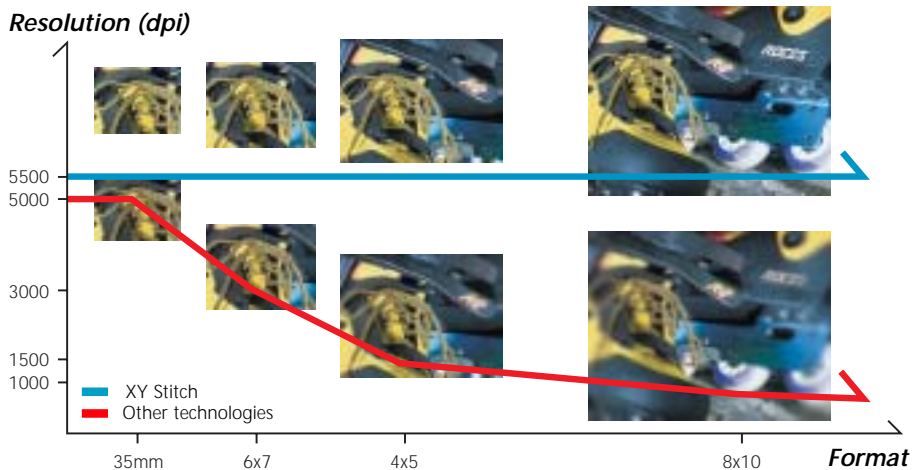 Resolution (dpi)
5500
5000
3000
1500
1000
XY Stitch
Other technologies
35mm
6x7
4x5
8x10
Format